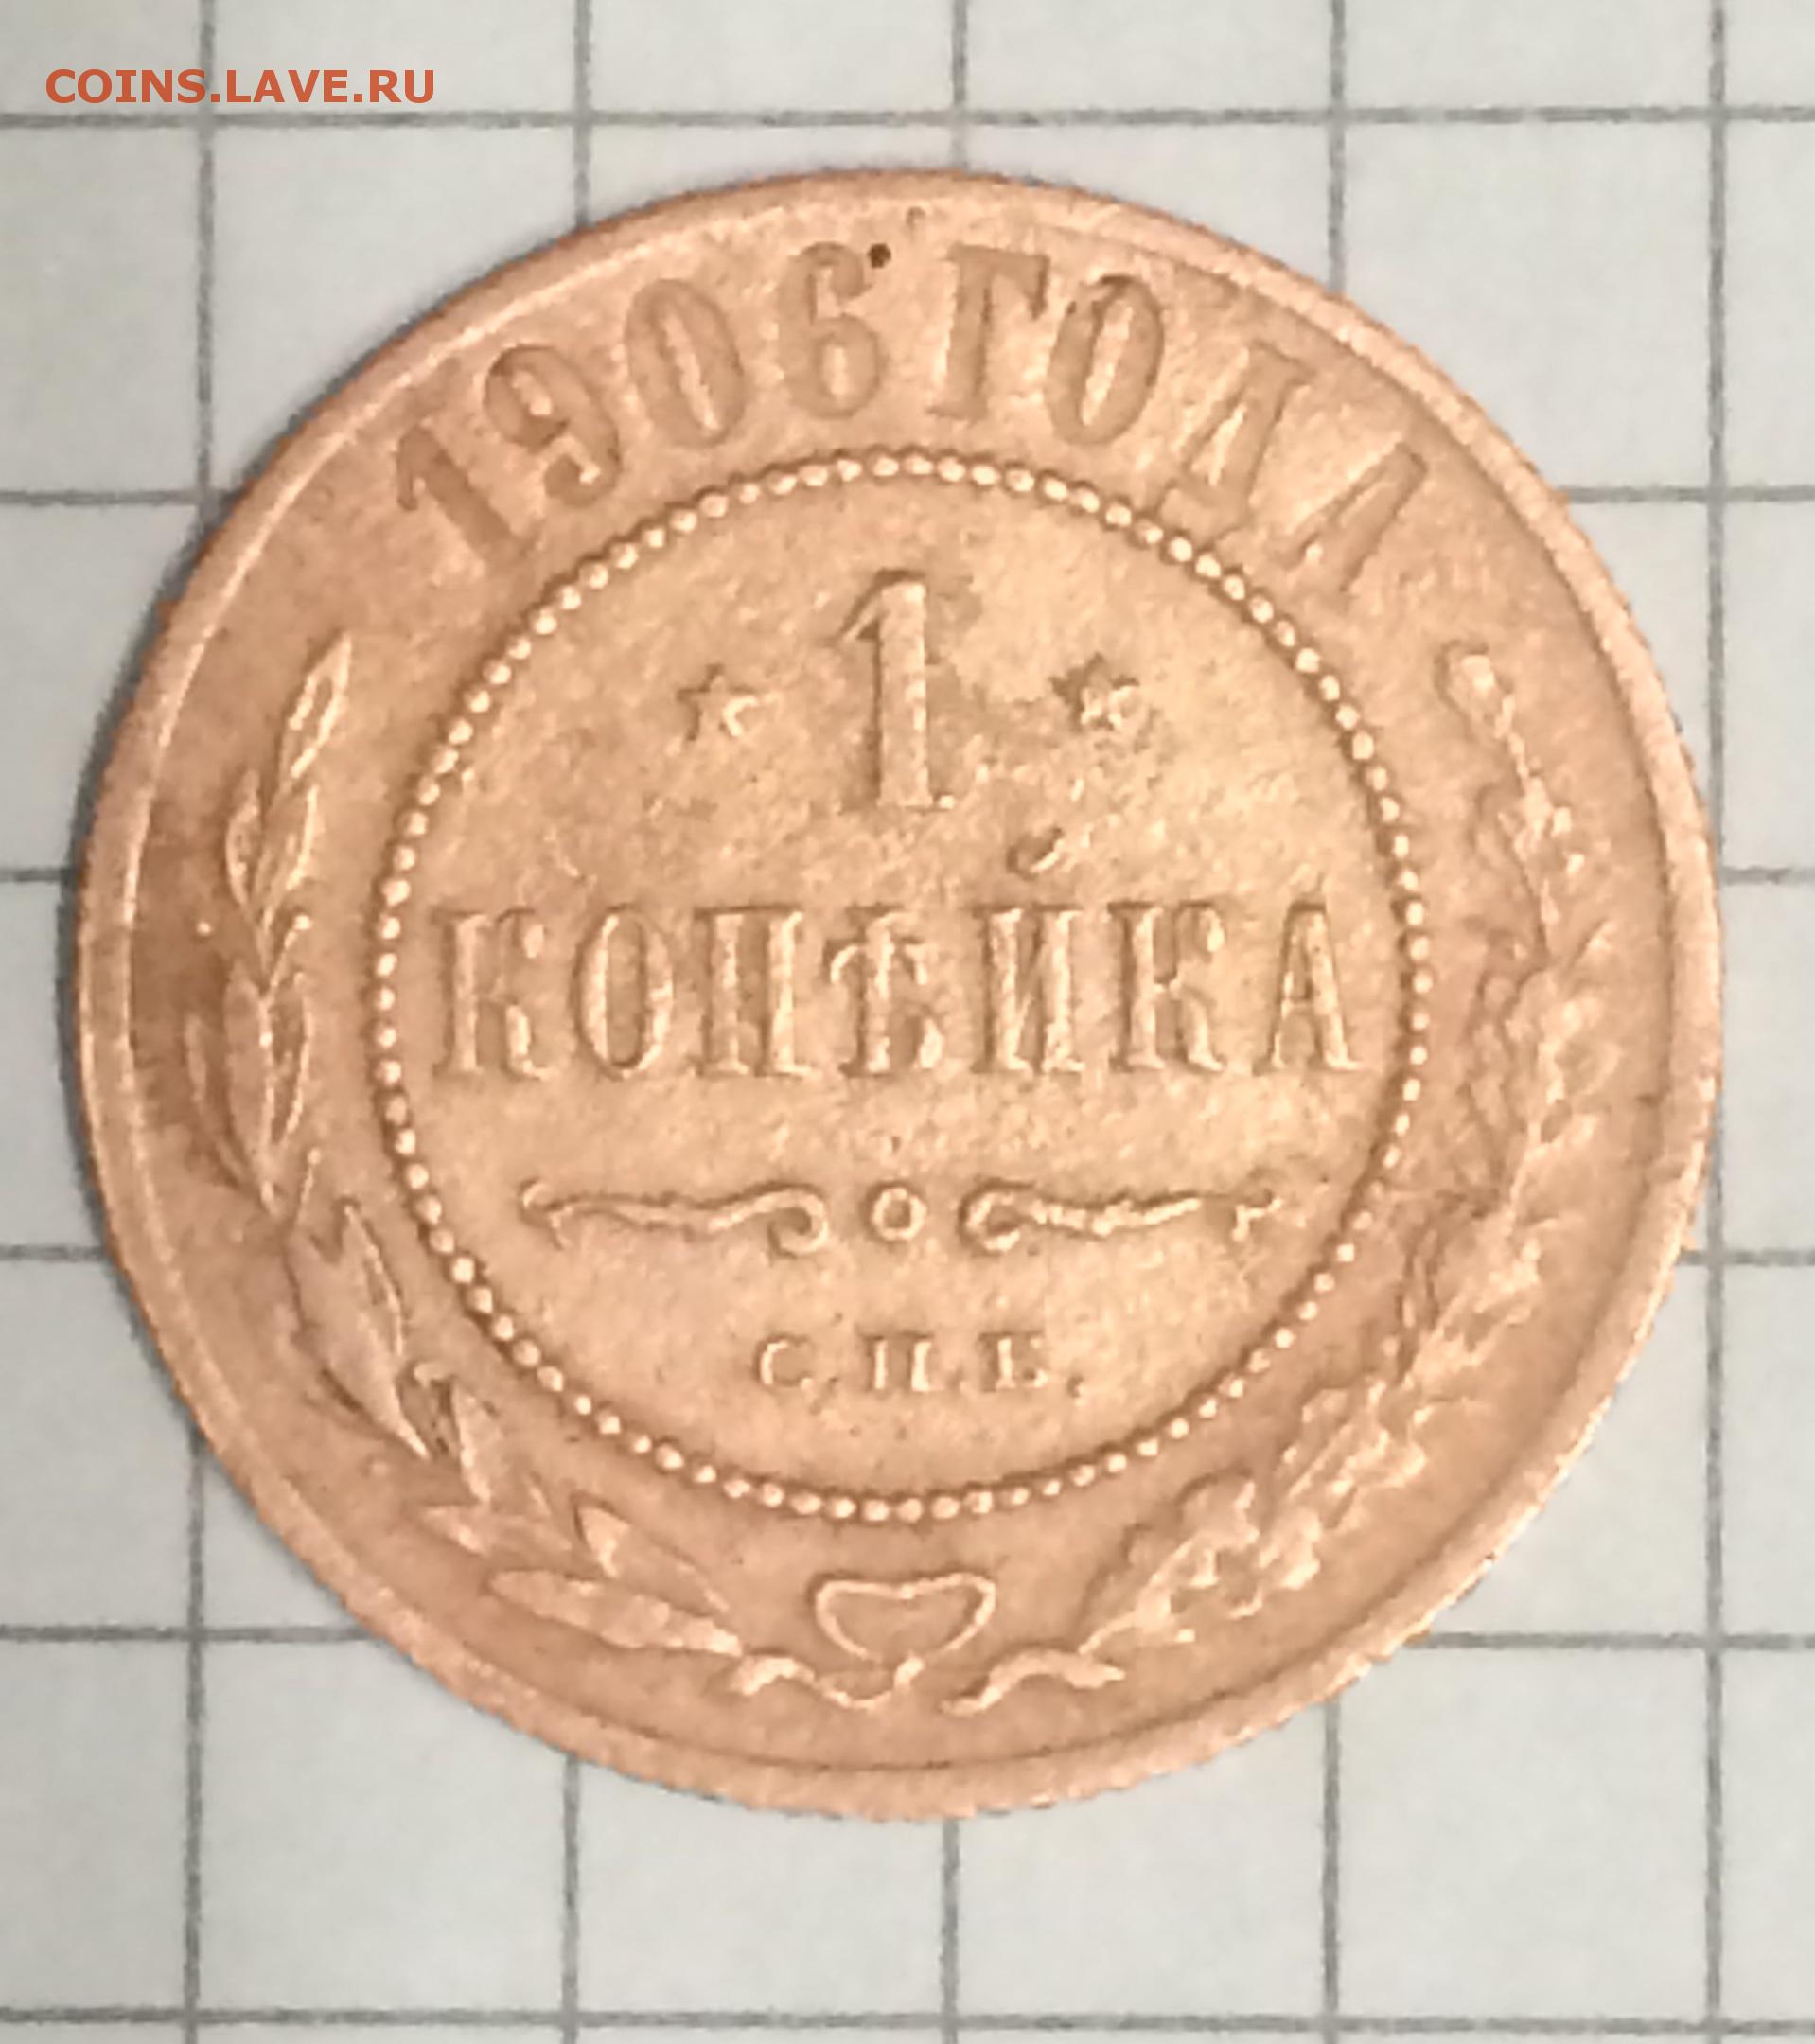 COINS.LAVE.RU
1906 ГОДА
1
КОПѢЙКА
С.П.Б.